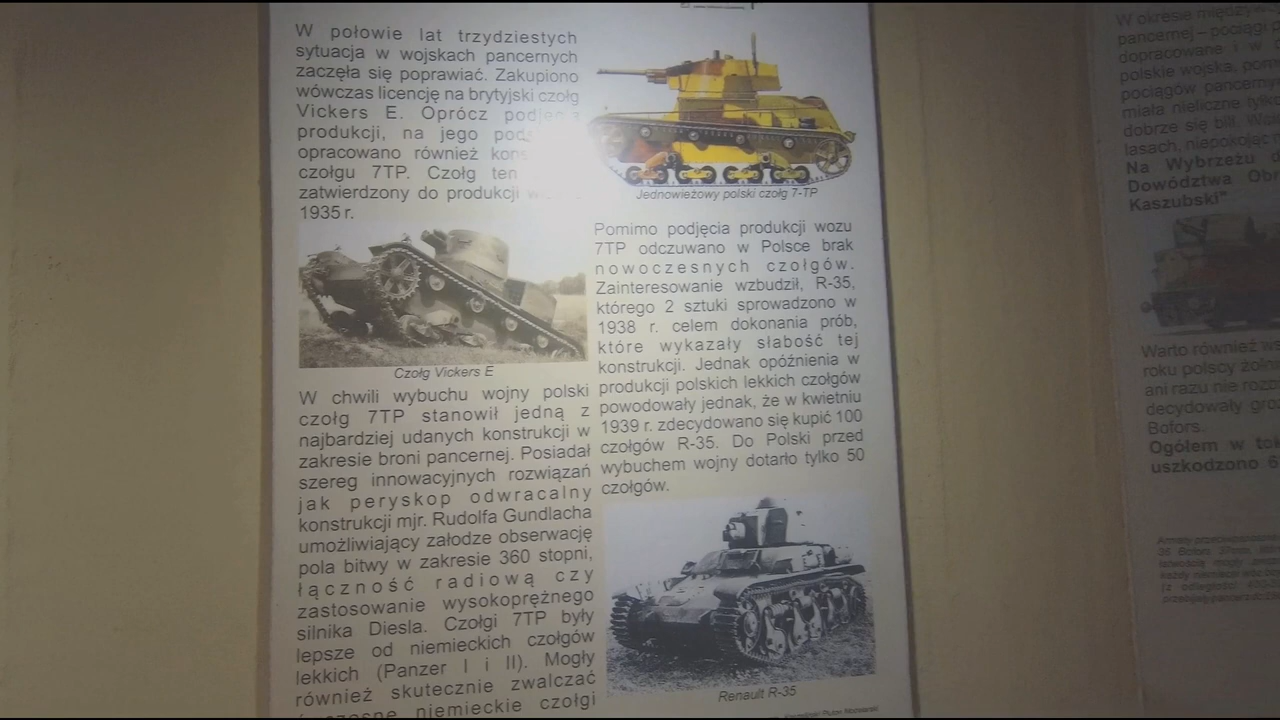 W połowie lat trzydziestych
sytuacja w wojskach pancernych
zaczęła się poprawiać. Zakupiono
wówczas licencję na brytyjski czołg
Vickers E. Oprócz
produkcji, na jego
opracowano również
czołgu 7TP. Czołg ten
zatwierdzony do produkcji
1935 r.
Czołg Vickers E
W chwili wybuchu wojny polski
czołg 7TP stanowił jedną z
najbardziej udanych konstrukcji w
zakresie broni pancernej. Posiadał
szereg innowacyjnych rozwiązań
jak peryskop odwracalny
konstrukcji mjr. Rudolfa Gundlacha
umożliwiający załodze obserwację
pola bitwy w zakresie 360 stopni,
łączność radiową czy
zastosowanie wysokoprężnego
silnika Diesla. Czołgi 7TP były
lepsze od niemieckich czołgów
lekkich (Panzer I i II). Mogły
również skutecznie zwalczać
niemieckie czołgi
Jednowieżowy polski czołg 7-TP
Pomimo podjęcia produkcji wozu
7TP odczuwano w Polsce brak
nowoczesnych czołgów.
Zainteresowanie wzbudził, R-35,
którego 2 sztuki sprowadzono w
1938 r. celem dokonania prób,
które wykazały słabość tej
konstrukcji. Jednak opóźnienia w
produkcji polskich lekkich czołgów
powodowały jednak, że w kwietniu
1939 r. zdecydowano się kupić 100
czołgów R-35. Do Polski przed
wybuchem wojny dotarło tylko 50
czołgów.
Renault R-35
W okresie
pancernej – pociągi
dopracowane i w
polskie wojska,
pociągów
miała nieliczne
dobrze się bili.
lasach, niepokojąc
Na Wybrzeżu
Dowództwa
Kaszubski"
Warto również
roku polscy
ani razu nie
decydowały
Bofors.
Ogółem w
uszkodzono